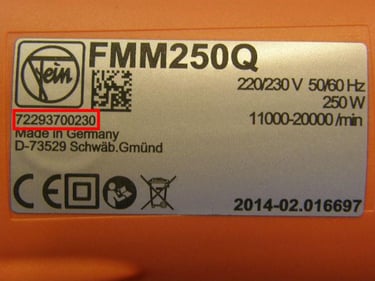 Fein
FMM250Q
220/230 V 50/60 Hz
250 W
11000-20000 /min
72293700230
Made in Germany
D-73529 Schwäb.Gmünd
CE
2014-02.016697